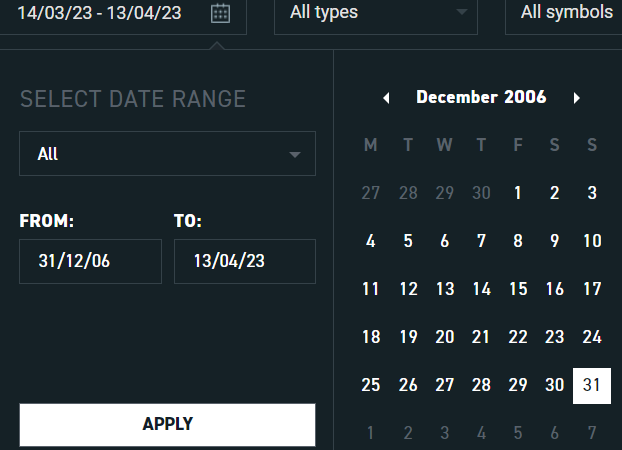 14/03/23 - 13/04/23 All types All symbols
SELECT DATE RANGE
All
FROM: TO:
31/12/06 13/04/23
APPLY
December 2006
M T W T F S S
27 28 29 30 1 2 3
4 5 6 7 8 9 10
11 12 13 14 15 16 17
18 19 20 21 22 23 24
25 26 27 28 29 30 31
1 2 3 4 5 6 7